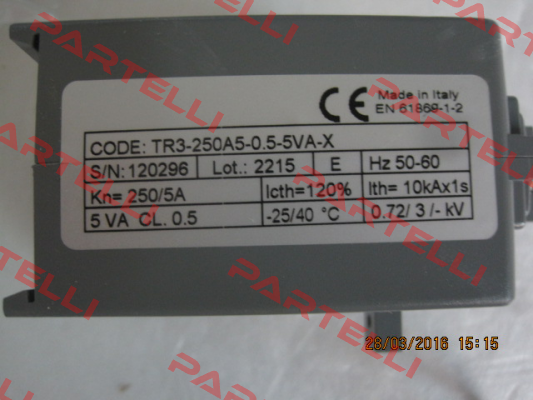 PARTELLI
PARTELLI
PARTELLI
CE Made in Italy
EN 61869-1-2
CODE: TR3-250A5-0.5-5VA-X
S/N: 120296 Lot.: 2215 E Hz 50-60
Kn= 250/5A Icth=120% Ith= 10kAx1s
5 VA CL. 0.5 -25/40 °C 0.72/ 3 /- kV
PARTELLI
PARTELLI
PARTELLI
28/03/2016 15:15